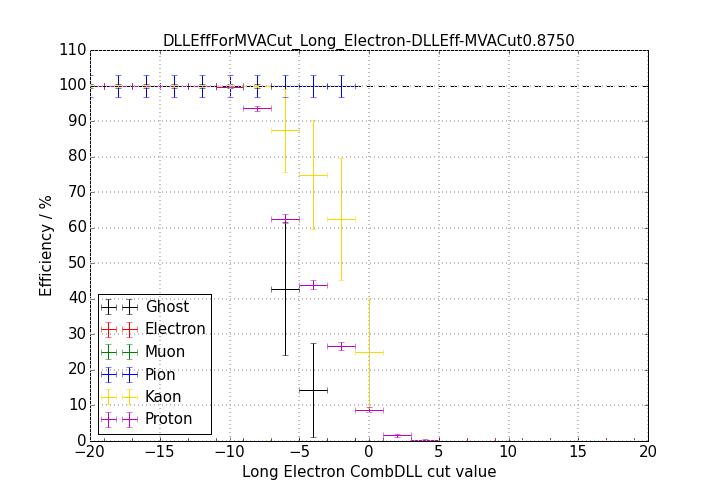 DLLEffForMVACut_Long_Electron-DLLEff-MVACut0.8750
110
100
90
80
70
60
50
40
30
20
10
0
Efficiency / %
Ghost
Electron
Muon
Pion
Kaon
Proton
−20 −15 −10 −5 0 5 10 15 20
Long Electron CombDLL cut value